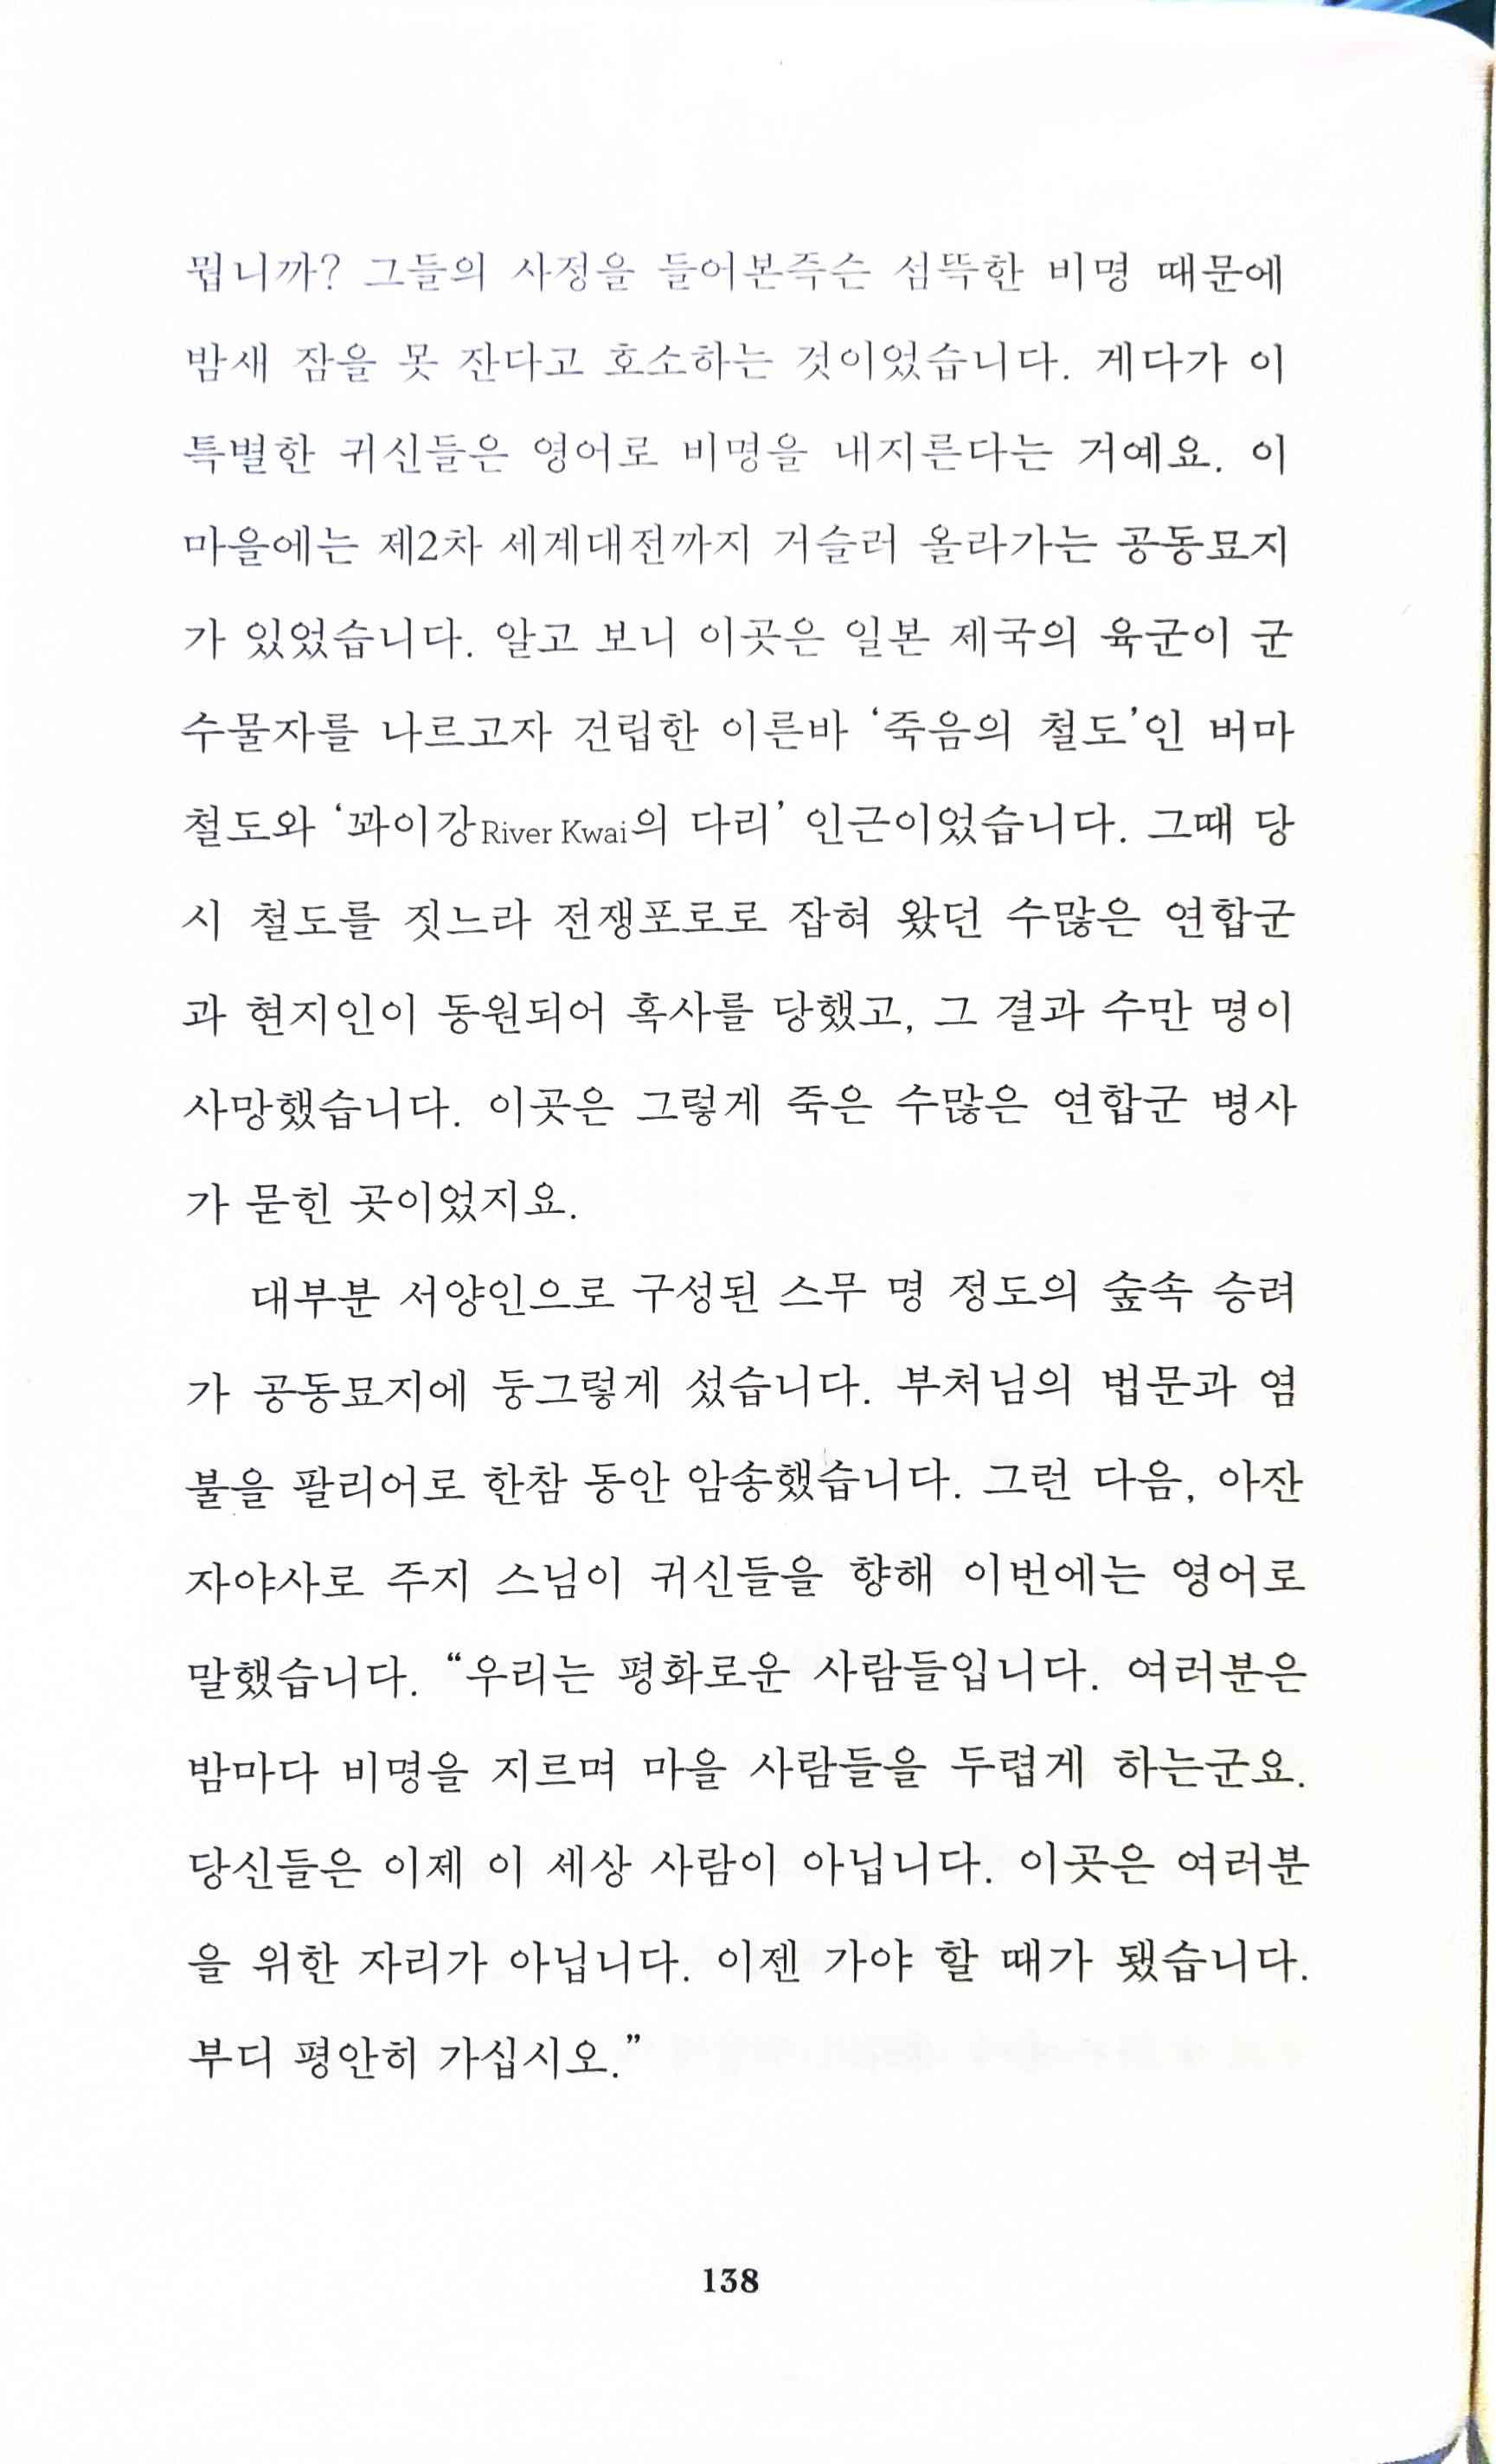 뭡니까? 그들의 사정을 들어본즉슨 섬뜩한 비명 때문에
밤새 잠을 못 잔다고 호소하는 것이었습니다. 게다가 이
특별한 귀신들은 영어로 비명을 내지른다는 거예요. 이
마을에는 제2차 세계대전까지 거슬러 올라가는 공동묘지
가 있었습니다. 알고 보니 이곳은 일본 제국의 육군이 군
수물자를 나르고자 건립한 이른바 ‘죽음의 철도’인 버마
철도와 ‘콰이강River Kwai의 다리’ 인근이었습니다. 그때 당
시 철도를 짓느라 전쟁포로로 잡혀 왔던 수많은 연합군
과 현지인이 동원되어 혹사를 당했고, 그 결과 수만 명이
사망했습니다. 이곳은 그렇게 죽은 수많은 연합군 병사
가 묻힌 곳이었지요.
대부분 서양인으로 구성된 스무 명 정도의 숲속 승려
가 공동묘지에 둥그렇게 섰습니다. 부처님의 법문과 염
불을 팔리어로 한참 동안 암송했습니다. 그런 다음, 아잔
자야사로 주지 스님이 귀신들을 향해 이번에는 영어로
말했습니다. “우리는 평화로운 사람들입니다. 여러분은
밤마다 비명을 지르며 마을 사람들을 두렵게 하는군요.
당신들은 이제 이 세상 사람이 아닙니다. 이곳은 여러분
을 위한 자리가 아닙니다. 이젠 가야 할 때가 됐습니다.
부디 평안히 가십시오.”
138